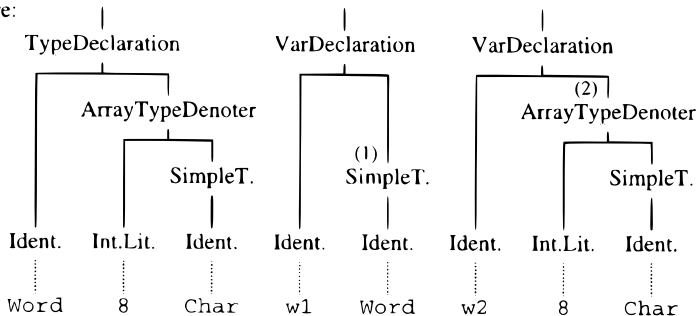 re:
TypeDeclaration VarDeclaration VarDeclaration
(2)
ArrayTypeDenoter ArrayTypeDenoter
(1)
SimpleT. SimpleT. SimpleT.
Ident. Int.Lit. Ident. Ident. Ident. Ident. Int.Lit. Ident.
Word 8 Char w1 Word w2 8 Char